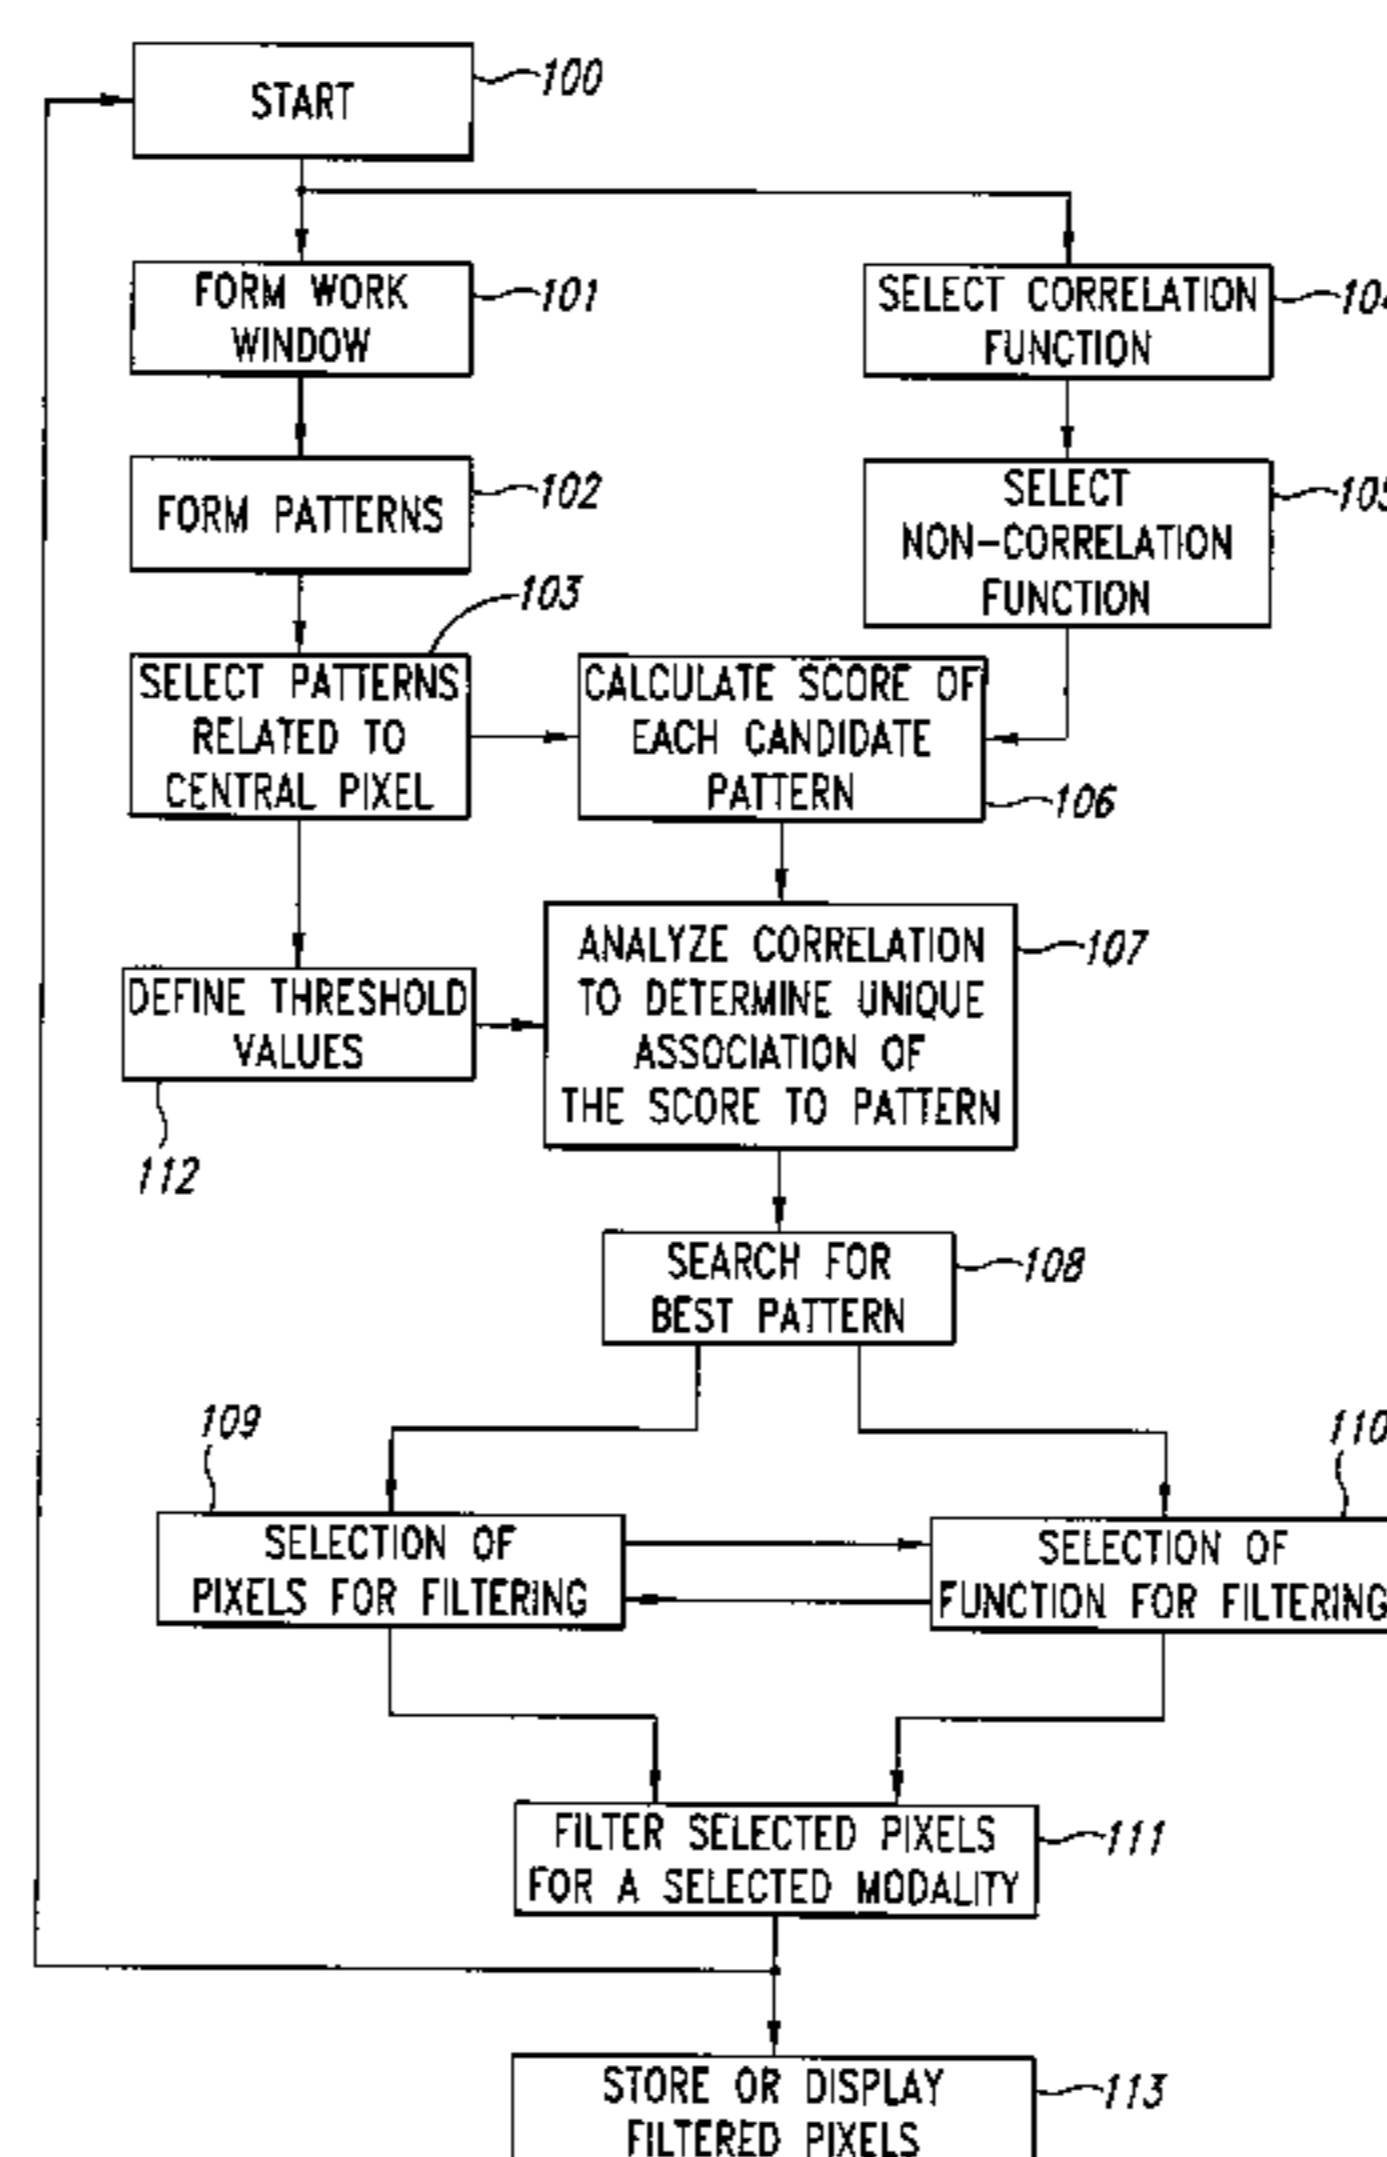 START
100
FORM WORK
WINDOW
101
SELECT CORRELATION
FUNCTION
104
FORM PATTERNS
102
SELECT
NON-CORRELATION
FUNCTION
105
103
SELECT PATTERNS
RELATED TO
CENTRAL PIXEL
CALCULATE SCORE OF
EACH CANDIDATE
PATTERN
106
DEFINE THRESHOLD
VALUES
112
ANALYZE CORRELATION
TO DETERMINE UNIQUE
ASSOCIATION OF
THE SCORE TO PATTERN
107
SEARCH FOR
BEST PATTERN
108
109
SELECTION OF
PIXELS FOR FILTERING
110
SELECTION OF
FUNCTION FOR FILTERING
FILTER SELECTED PIXELS
FOR A SELECTED MODALITY
111
STORE OR DISPLAY
FILTERED PIXELS
113